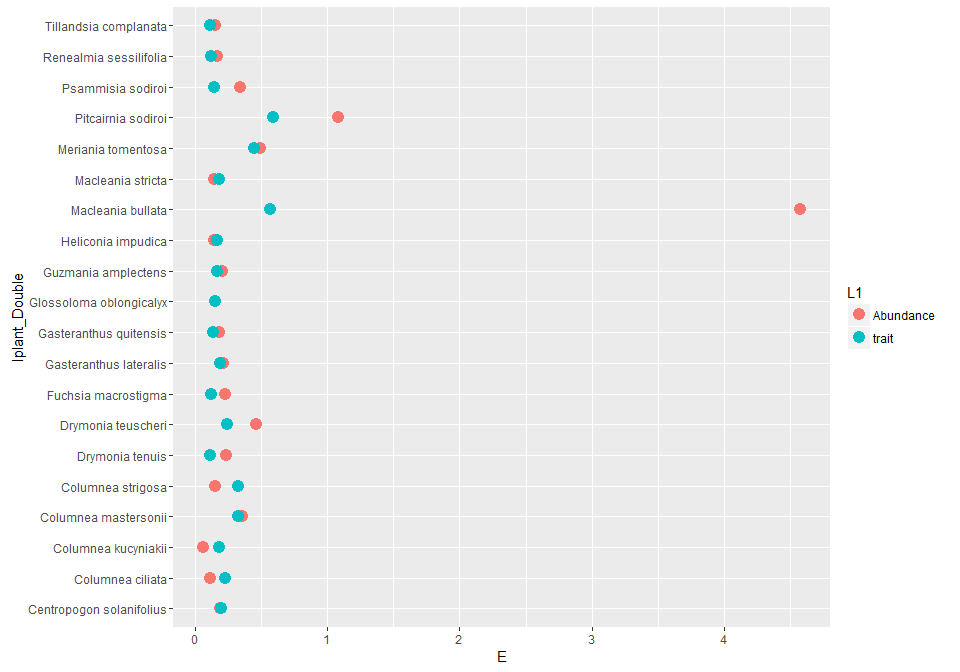 Tillandsia complanata
Renealmia sessilifolia
Psammisia sodiroi
Pitcairnia sodiroi
Meriania tomentosa
Macleania stricta
Macleania bullata
Heliconia impudica
Guzmania amplectens
Glossoloma oblongicalyx
Gasteranthus quitensis
Gasteranthus lateralis
Fuchsia macrostigma
Drymonia teuscheri
Drymonia tenuis
Columnea strigosa
Columnea mastersonii
Columnea kucyniakii
Columnea ciliata
Centropogon solanifolius
Iplant_Double
0 1 2 3 4
E
L1
Abundance
trait